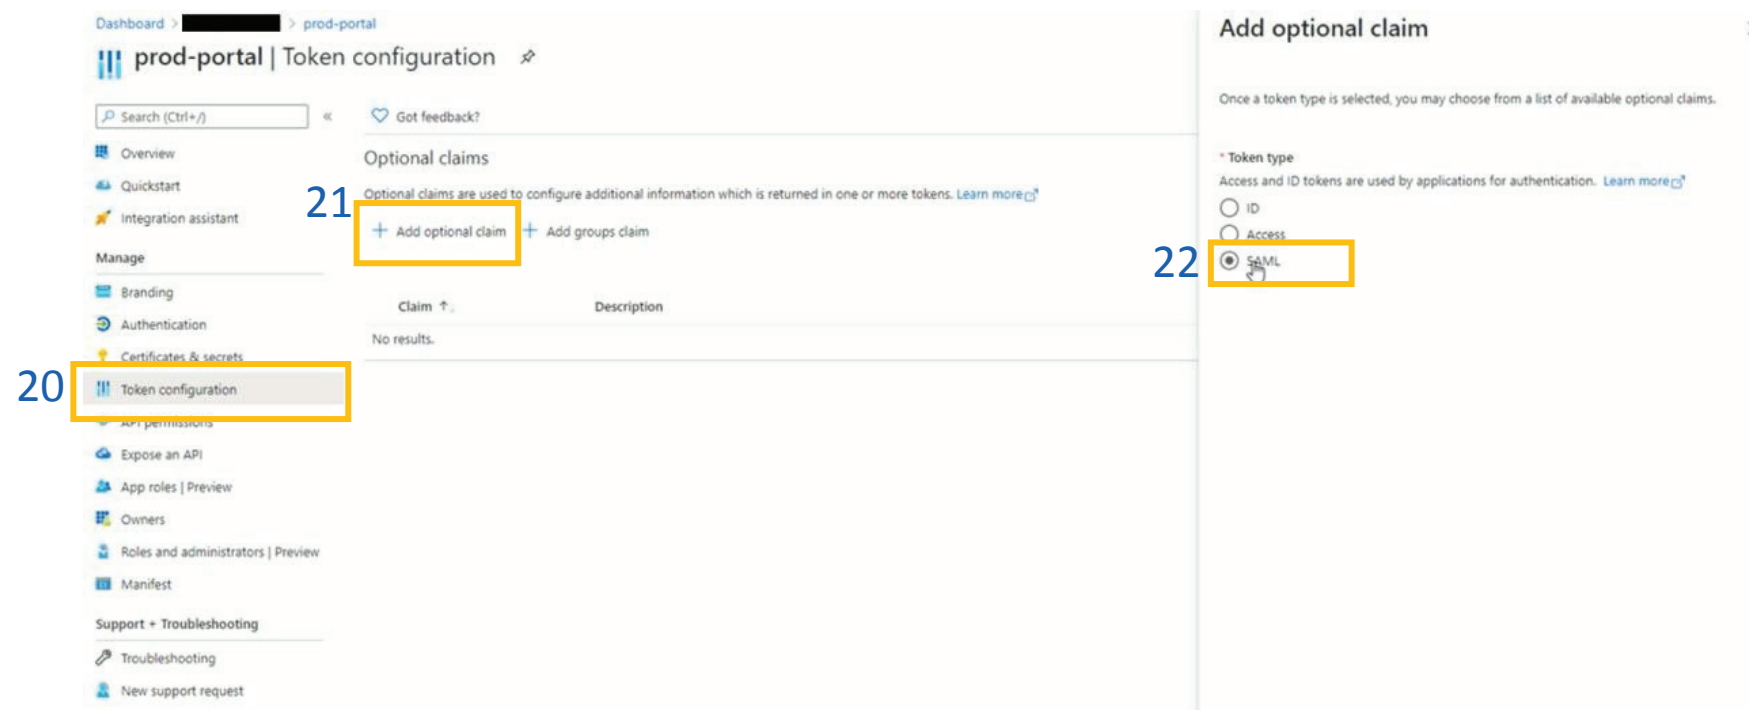 Dashboard > > prod-portal
prod-portal | Token configuration
Search (Ctrl+/)
«
Overview
Quickstart
Integration assistant
Manage
Branding
Authentication
Certificates & secrets
20
Token configuration
API permissions
Expose an API
App roles | Preview
Owners
Roles and administrators | Preview
Manifest
Support + Troubleshooting
Troubleshooting
New support request
Got feedback?
Optional claims
Optional claims are used to configure additional information which is returned in one or more tokens. Learn more
21
+ Add optional claim + Add groups claim
Claim ↑↓ Description
No results.
Add optional claim
Once a token type is selected, you may choose from a list of available optional claims.
* Token type
Access and ID tokens are used by applications for authentication. Learn more
ID
Access
22
SAML